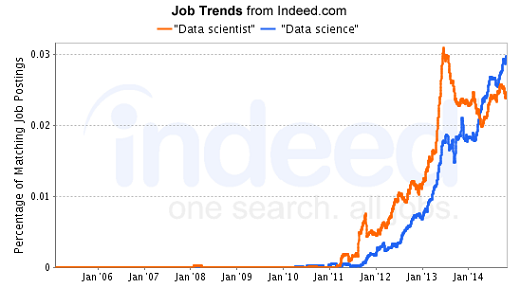 Job Trends from Indeed.com
"Data scientist" "Data science"
Percentage of Matching Job Postings
0.03
0.02
0.01
0
indeed
one search. all jobs.
Jan'06 Jan'07 Jan'08 Jan'09 Jan'10 Jan'11 Jan'12 Jan'13 Jan'14